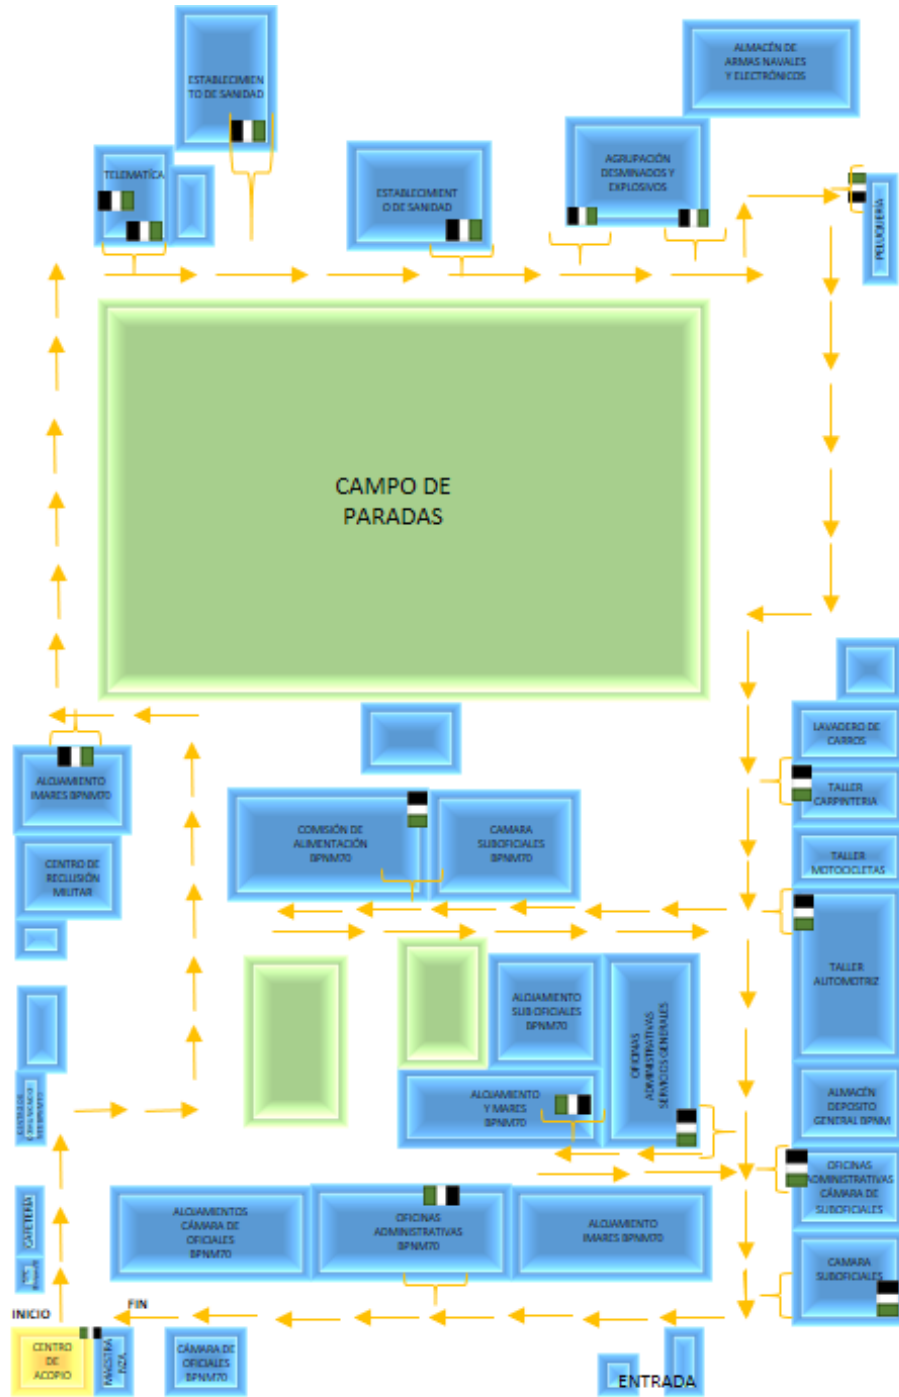 ESTABLECIMIEN
TO DE SANIDAD
ALMACÉN DE
ARMAS NAVALES
Y ELECTRÓNICOS
TELEMATÍCA
ESTABLECIMIENT
O DE SANIDAD
AGRUPACIÓN
DESMINADOS Y
EXPLOSIVOS
PELUQUERÍA
CAMPO DE
PARADAS
LAVADERO DE
CARROS
ALOJAMIENTO
IMARES BPNM70
TALLER
CARPINTERIA
COMISIÓN DE
ALIMENTACIÓN
BPNM70
CAMARA
SUBOFICIALES
BPNM70
TALLER
MOTOCICLETAS
CENTRO DE
RECLUSIÓN
MILITAR
TALLER
AUTOMOTRIZ
ALOJAMIENTO
SUB OFICIALES
BPNM70
OFICINAS
ADMINISTRATIVAS
SERVICIOS GENERALES
ALOJAMIENTO
Y MARES
BPNM70
ALMACÉN
DEPOSITO
GENERAL BPNM
OFICINAS
ADMINISTRATIVAS
CÁMARA DE
SUBOFICIALES
CAFETERÍA
ALOJAMIENTOS
CÁMARA DE
OFICIALES
BPNM70
OFICINAS
ADMINISTRATIVAS
BPNM70
ALOJAMIENTO
IMARES BPNM70
CAMARA
SUBOFICIALES
INICIO
FIN
CENTRO
DE
ACOPIO
MAESTRA
NZA
CÁMARA DE
OFICIALES
BPNM70
ENTRADA